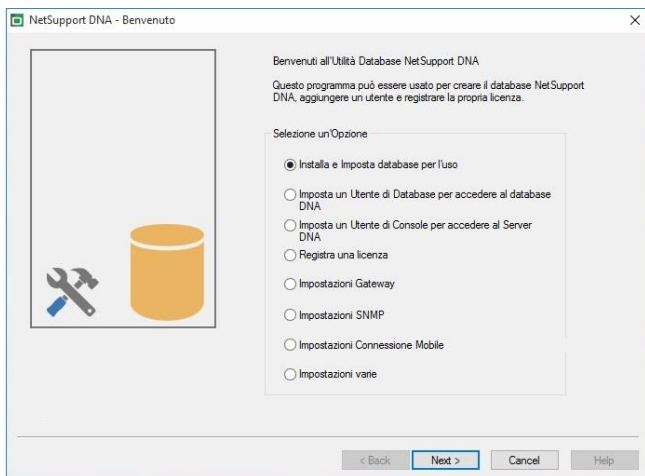 NetSupport DNA - Benvenuto
Benvenuti all'Utilità Database NetSupport DNA
Questo programma può essere usato per creare il database NetSupport
DNA, aggiungere un utente e registrare la propria licenza.
Selezione un'Opzione
Installa e Imposta database per l'uso
Imposta un Utente di Database per accedere al database
DNA
Imposta un Utente di Console per accedere al Server
DNA
Registra una licenza
Impostazioni Gateway
Impostazioni SNMP
Impostazioni Connessione Mobile
Impostazioni varie
< Back
Next >
Cancel
Help